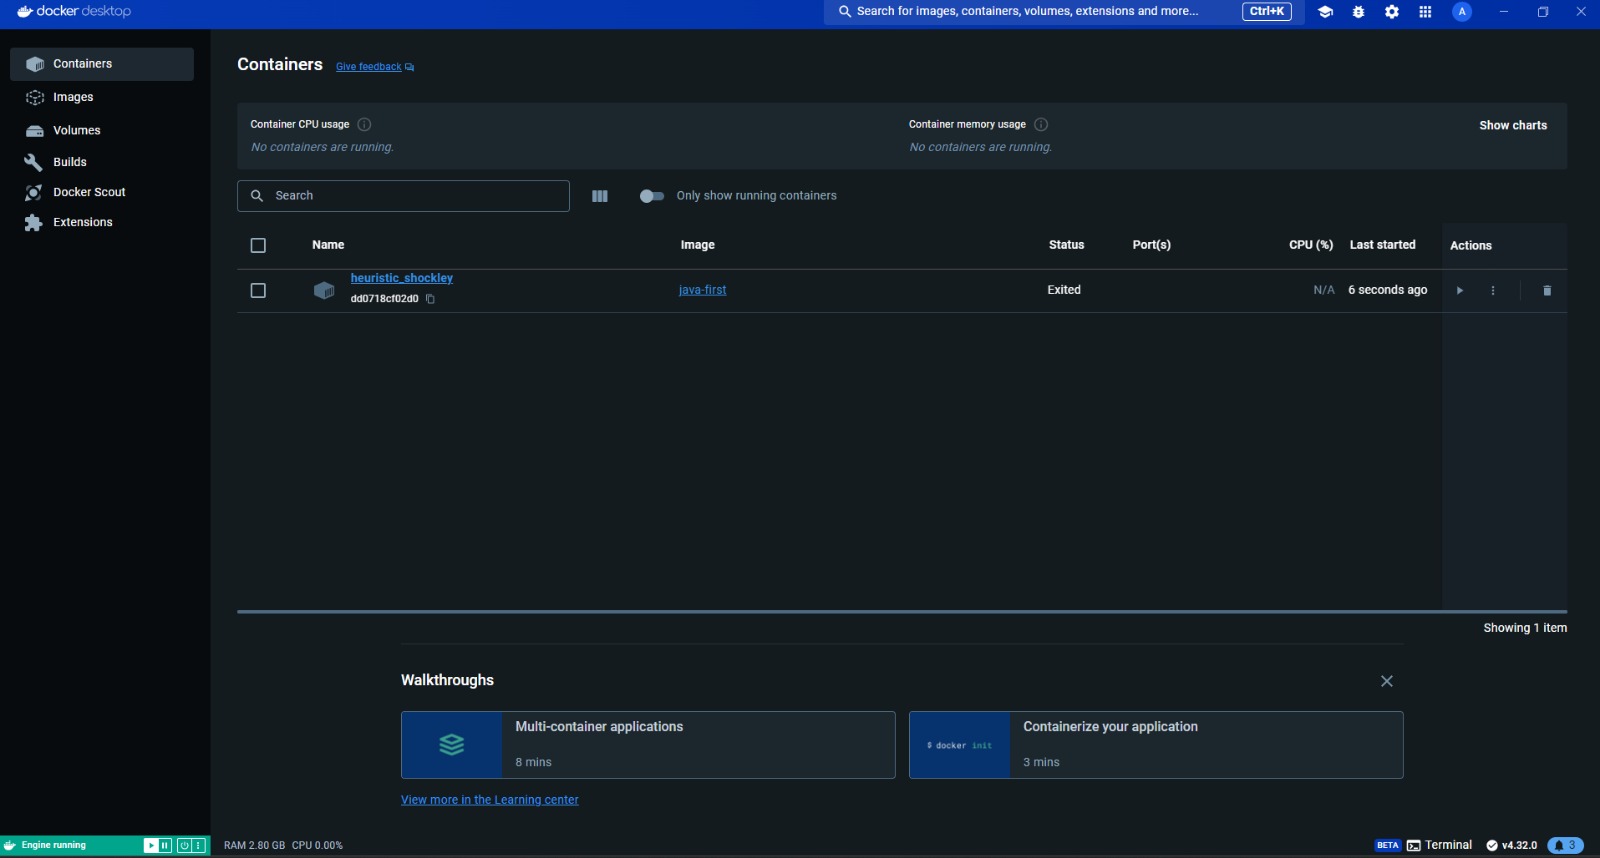 docker desktop
Search for images, containers, volumes, extensions and more...
Ctrl+K
A
Containers
Images
Volumes
Builds
Docker Scout
Extensions
Containers
Give feedback
Container CPU usage
No containers are running.
Container memory usage
No containers are running.
Show charts
Search
Only show running containers
Name Image Status Port(s) CPU (%) Last started Actions
heuristic_shockley
dd0718cf02d0
java-first
Exited
N/A
6 seconds ago
Showing 1 item
Walkthroughs
Multi-container applications
8 mins
$ docker init
Containerize your application
3 mins
View more in the Learning center
Engine running
RAM 2.80 GB CPU 0.00%
BETA
Terminal
v4.32.0
3